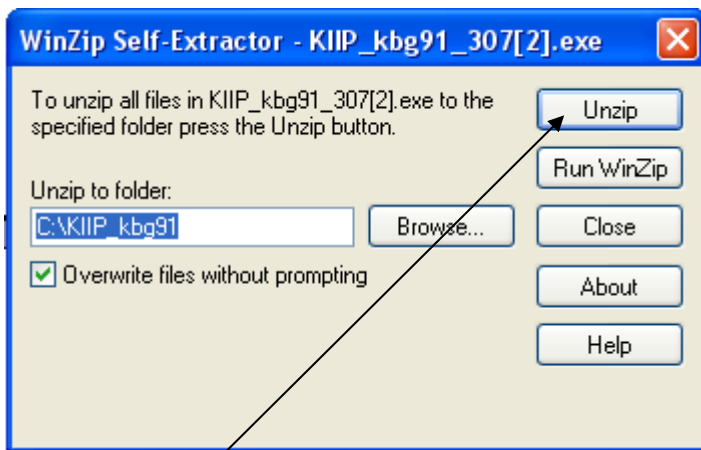 WinZip Self-Extractor - KIIP_kbg91_307[2].exe
To unzip all files in KIIP_kbg91_307[2].exe to the
specified folder press the Unzip button.
Unzip to folder:
C:\KIIP_kbg91
Browse...
Overwrite files without prompting
Unzip
Run WinZip
Close
About
Help